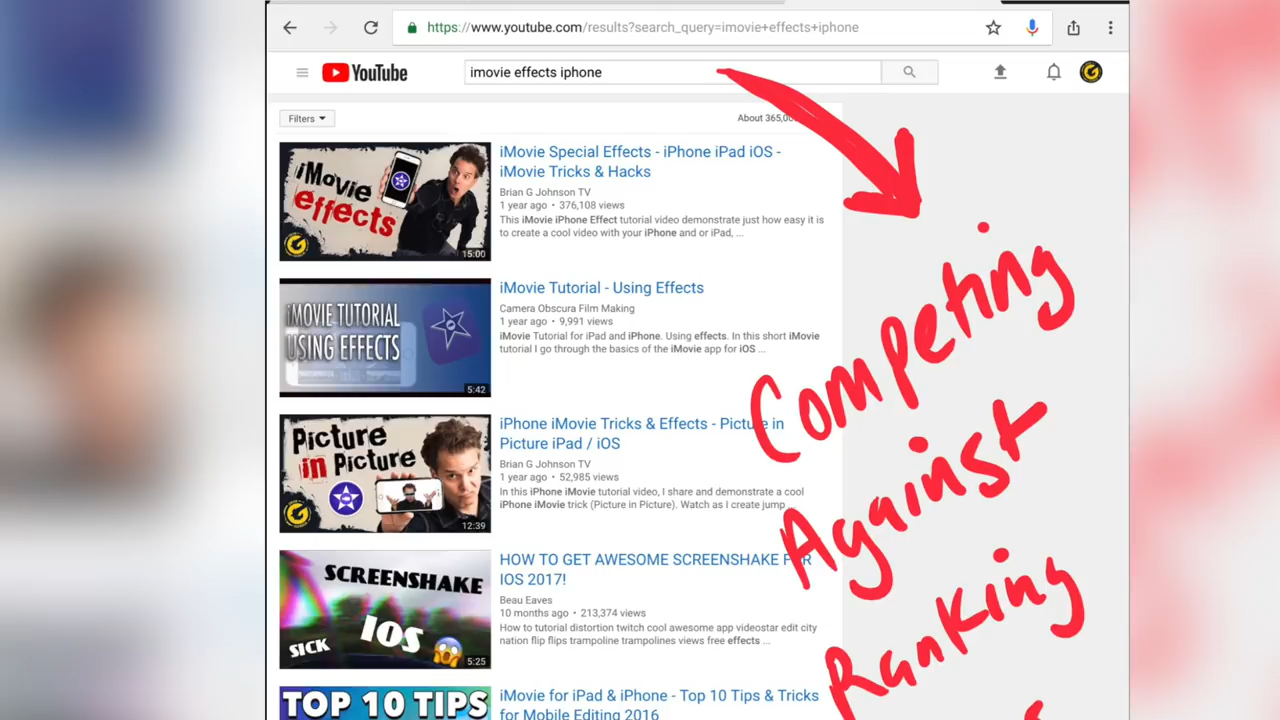 https://www.youtube.com/results?search_query=imovie+effects+iphone
YouTube
imovie effects iphone
Filters
About 365,0
iMovie
effects
15:00
iMovie Special Effects - iPhone iPad iOS -
iMovie Tricks & Hacks
Brian G Johnson TV
1 year ago • 376,108 views
This iMovie iPhone Effect tutorial video demonstrate just how easy it is
to create a cool video with your iPhone and or iPad, ...
IMOVIE TUTORIAL
USING EFFECTS
5:42
iMovie Tutorial - Using Effects
Camera Obscura Film Making
1 year ago • 9,991 views
iMovie Tutorial for iPad and iPhone. Using effects. In this short iMovie
tutorial I go through the basics of the iMovie app for iOS ...
Picture
in Picture
12:39
iPhone iMovie Tricks & Effects - Picture in
Picture iPad / iOS
Brian G Johnson TV
1 year ago • 52,985 views
In this iPhone iMovie tutorial video, I share and demonstrate a cool
iPhone iMovie trick (Picture in Picture). Watch as I create jump ...
SCREENSHAKE
IOS
SICK
5:25
HOW TO GET AWESOME SCREENSHAKE FOR
IOS 2017!
Beau Eaves
10 months ago • 213,374 views
How to tutorial distortion twitch cool awesome app videostar edit city
nation flip flips trampoline trampolines views free effects ...
TOP 10 TIPS
iMovie for iPad & iPhone - Top 10 Tips & Tricks
for Mobile Editing 2016
Competing
Against
Ranking